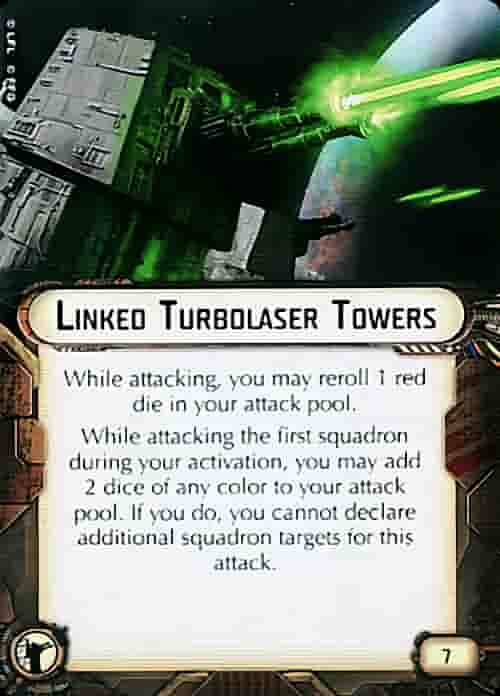 © LFL © FFG
LINKED TURBOLASER TOWERS
While attacking, you may reroll 1 red
die in your attack pool.
While attacking the first squadron
during your activation, you may add
2 dice of any color to your attack
pool. If you do, you cannot declare
additional squadron targets for this
attack.
7